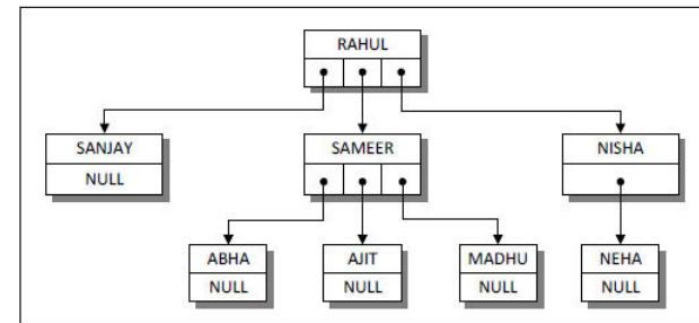 RAHUL
SANJAY
NULL
SAMEER
NISHA
ABHA
NULL
AJIT
NULL
MADHU
NULL
NEHA
NULL